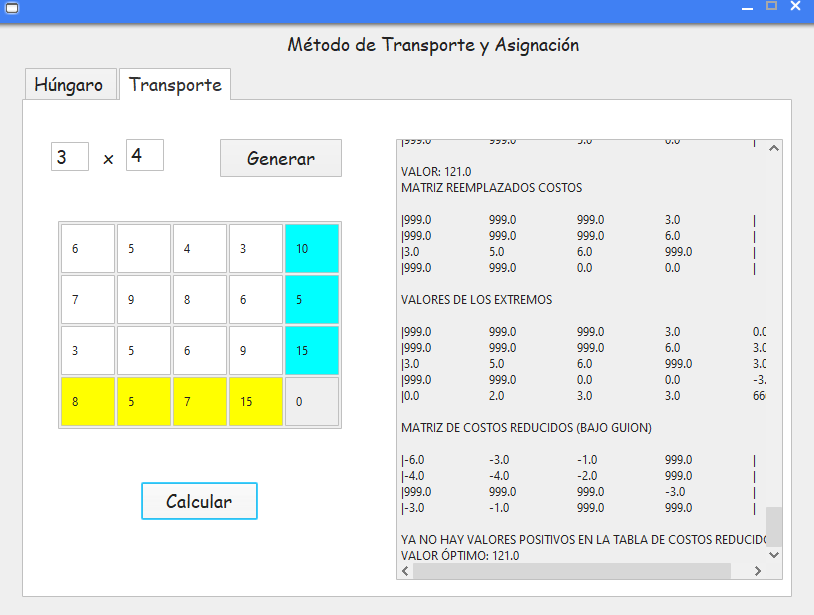 Método de Transporte y Asignación
Húngaro Transporte
3 x 4 Generar
6 5 4 3 10
7 9 8 6 5
3 5 6 9 15
8 5 7 15 0
Calcular
|999.0 999.0 3.0 0.0 |
VALOR: 121.0
MATRIZ REEMPLAZADOS COSTOS
|999.0 999.0 999.0 3.0 |
|999.0 999.0 999.0 6.0 |
|3.0 5.0 6.0 999.0 |
|999.0 999.0 0.0 0.0 |
VALORES DE LOS EXTREMOS
|999.0 999.0 999.0 3.0 0.0
|999.0 999.0 999.0 6.0 3.0
|3.0 5.0 6.0 999.0 3.0
|999.0 999.0 0.0 0.0 -3.
|0.0 2.0 3.0 3.0 66
MATRIZ DE COSTOS REDUCIDOS (BAJO GUION)
|-6.0 -3.0 -1.0 999.0 |
|-4.0 -4.0 -2.0 999.0 |
|999.0 999.0 999.0 -3.0 |
|-3.0 -1.0 999.0 999.0 |
YA NO HAY VALORES POSITIVOS EN LA TABLA DE COSTOS REDUCIDO
VALOR ÓPTIMO: 121.0